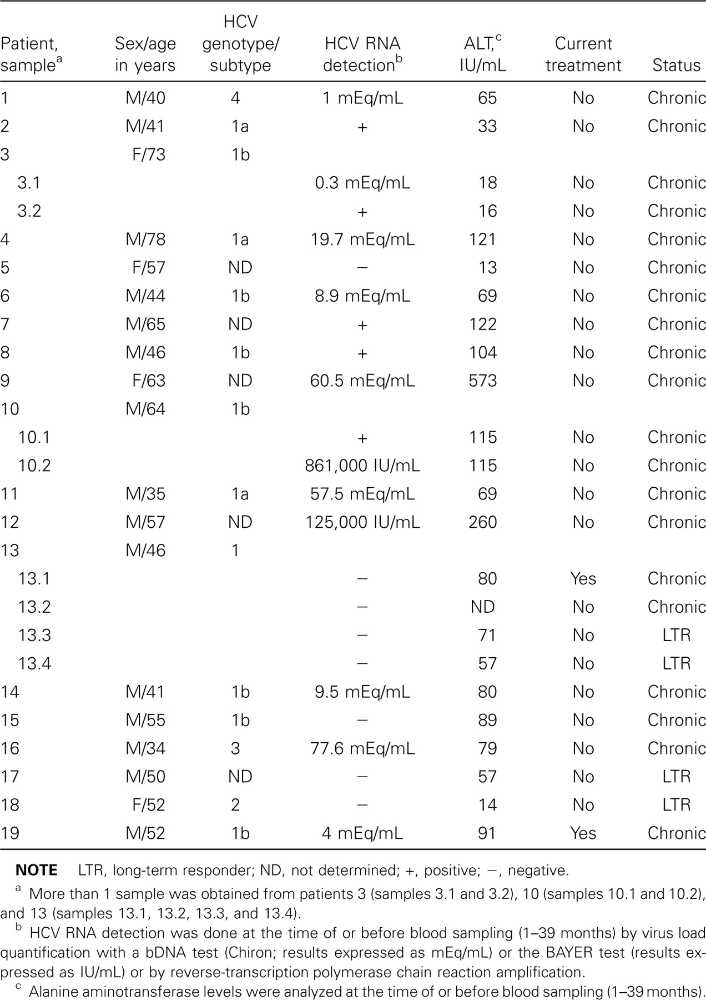 Patient, sample^a Sex/age in years HCV genotype/subtype HCV RNA detection^b ALT,^c IU/mL Current treatment Status
1 M/40 4 1 mEq/mL 65 No Chronic
2 M/41 1a + 33 No Chronic
3 F/73 1b
3.1 0.3 mEq/mL 18 No Chronic
3.2 + 16 No Chronic
4 M/78 1a 19.7 mEq/mL 121 No Chronic
5 F/57 ND − 13 No Chronic
6 M/44 1b 8.9 mEq/mL 69 No Chronic
7 M/65 ND + 122 No Chronic
8 M/46 1b + 104 No Chronic
9 F/63 ND 60.5 mEq/mL 573 No Chronic
10 M/64 1b
10.1 + 115 No Chronic
10.2 861,000 IU/mL 115 No Chronic
11 M/35 1a 57.5 mEq/mL 69 No Chronic
12 M/57 ND 125,000 IU/mL 260 No Chronic
13 M/46 1
13.1 − 80 Yes Chronic
13.2 − ND No Chronic
13.3 − 71 No LTR
13.4 − 57 No LTR
14 M/41 1b 9.5 mEq/mL 80 No Chronic
15 M/55 1b − 89 No Chronic
16 M/34 3 77.6 mEq/mL 79 No Chronic
17 M/50 ND − 57 No LTR
18 F/52 2 − 14 No LTR
19 M/52 1b 4 mEq/mL 91 Yes Chronic
NOTE LTR, long-term responder; ND, not determined; +, positive; −, negative.
a More than 1 sample was obtained from patients 3 (samples 3.1 and 3.2), 10 (samples 10.1 and 10.2),
and 13 (samples 13.1, 13.2, 13.3, and 13.4).
b HCV RNA detection was done at the time of or before blood sampling (1–39 months) by virus load
quantification with a bDNA test (Chiron; results expressed as mEq/mL) or the BAYER test (results ex-
pressed as IU/mL) or by reverse-transcription polymerase chain reaction amplification.
c Alanine aminotransferase levels were analyzed at the time of or before blood sampling (1–39 months).